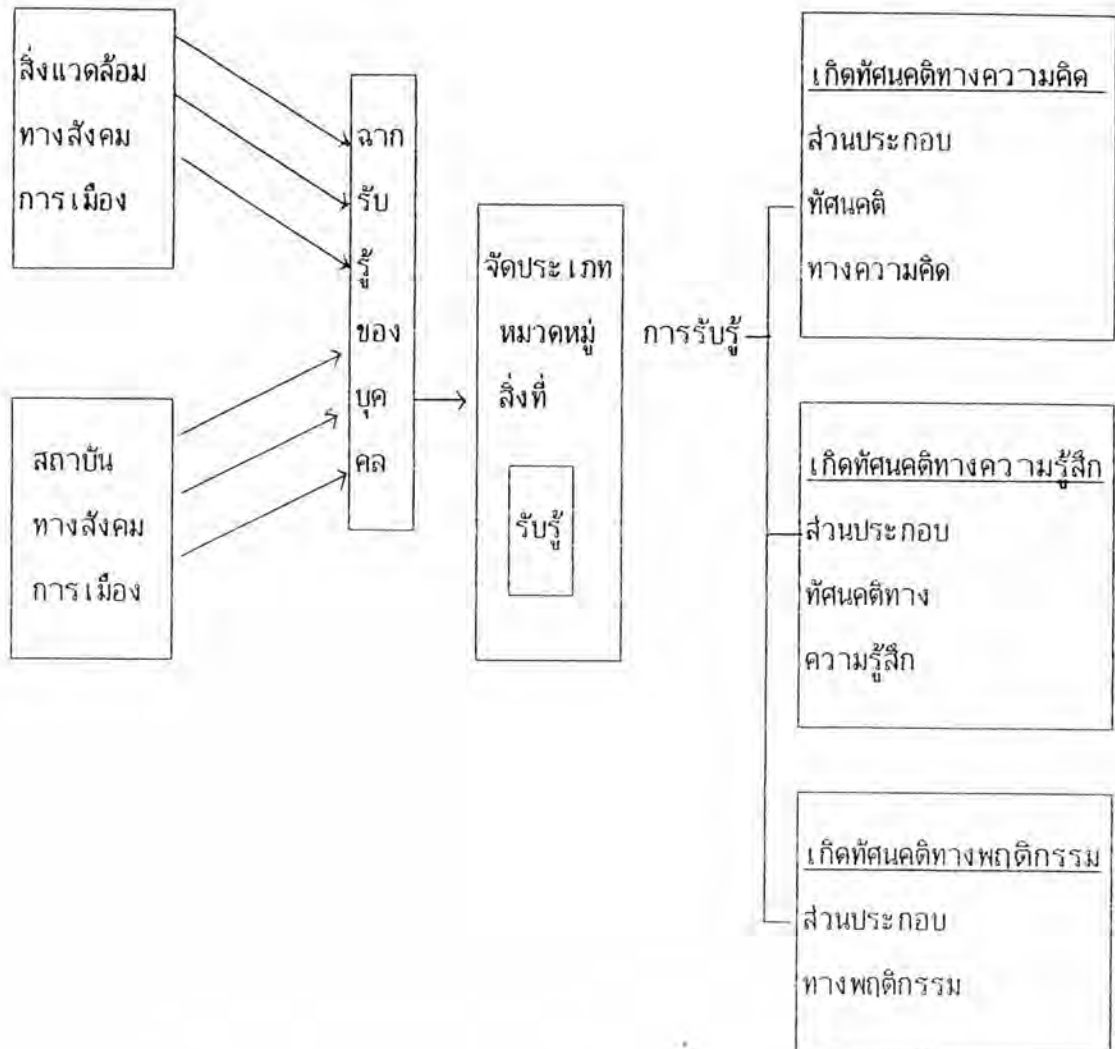 สิ่งแวดล้อม
ทางสังคม
การเมือง
สถาบัน
ทางสังคม
การเมือง
ฉาก
รับ
รู้
ของ
บุค
คล
จัดประเภท
หมวดหมู่
สิ่งที่
รับรู้
การรับรู้
เกิดทัศนคติทางความคิด
ส่วนประกอบ
ทัศนคติ
ทางความคิด
เกิดทัศนคติทางความรู้สึก
ส่วนประกอบ
ทัศนคติทาง
ความรู้สึก
เกิดทัศนคติทางพฤติกรรม
ส่วนประกอบ
ทางพฤติกรรม